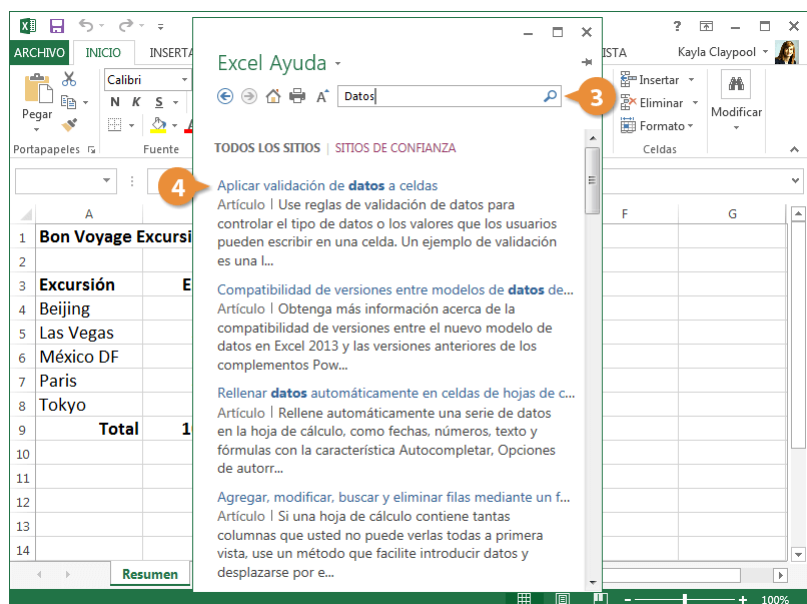 ARCHIVO INICIO INSERTA ISTA Kayla Claypool
Pegar
Calibri
N K S
A
Portapapeles Fuente
Insertar
Eliminar
Formato
Modificar
Celdas
Excel Ayuda
Datos
3
TODOS LOS SITIOS | SITIOS DE CONFIANZA
4
Aplicar validación de datos a celdas
Artículo | Use reglas de validación de datos para
controlar el tipo de datos o los valores que los usuarios
pueden escribir en una celda. Un ejemplo de validación
es una l...
Compatibilidad de versiones entre modelos de datos de...
Artículo | Obtenga más información acerca de la
compatibilidad de versiones entre el nuevo modelo de
datos en Excel 2013 y las versiones anteriores de los
complementos Pow...
Rellenar datos automáticamente en celdas de hojas de c...
Artículo | Rellene automáticamente una serie de datos
en la hoja de cálculo, como fechas, números, texto y
fórmulas con la característica Autocompletar, Opciones
de autorr...
Agregar, modificar, buscar y eliminar filas mediante un f...
Artículo | Si una hoja de cálculo contiene tantas
columnas que usted no puede verlas todas a primera
vista, use un método que facilite introducir datos y
desplazarse por e...
A F G
1 Bon Voyage Excursi
2
3 Excursión E
4 Beijing
5 Las Vegas
6 México DF
7 Paris
8 Tokyo
9 Total 1
10
11
12
13
14
Resumen
100%